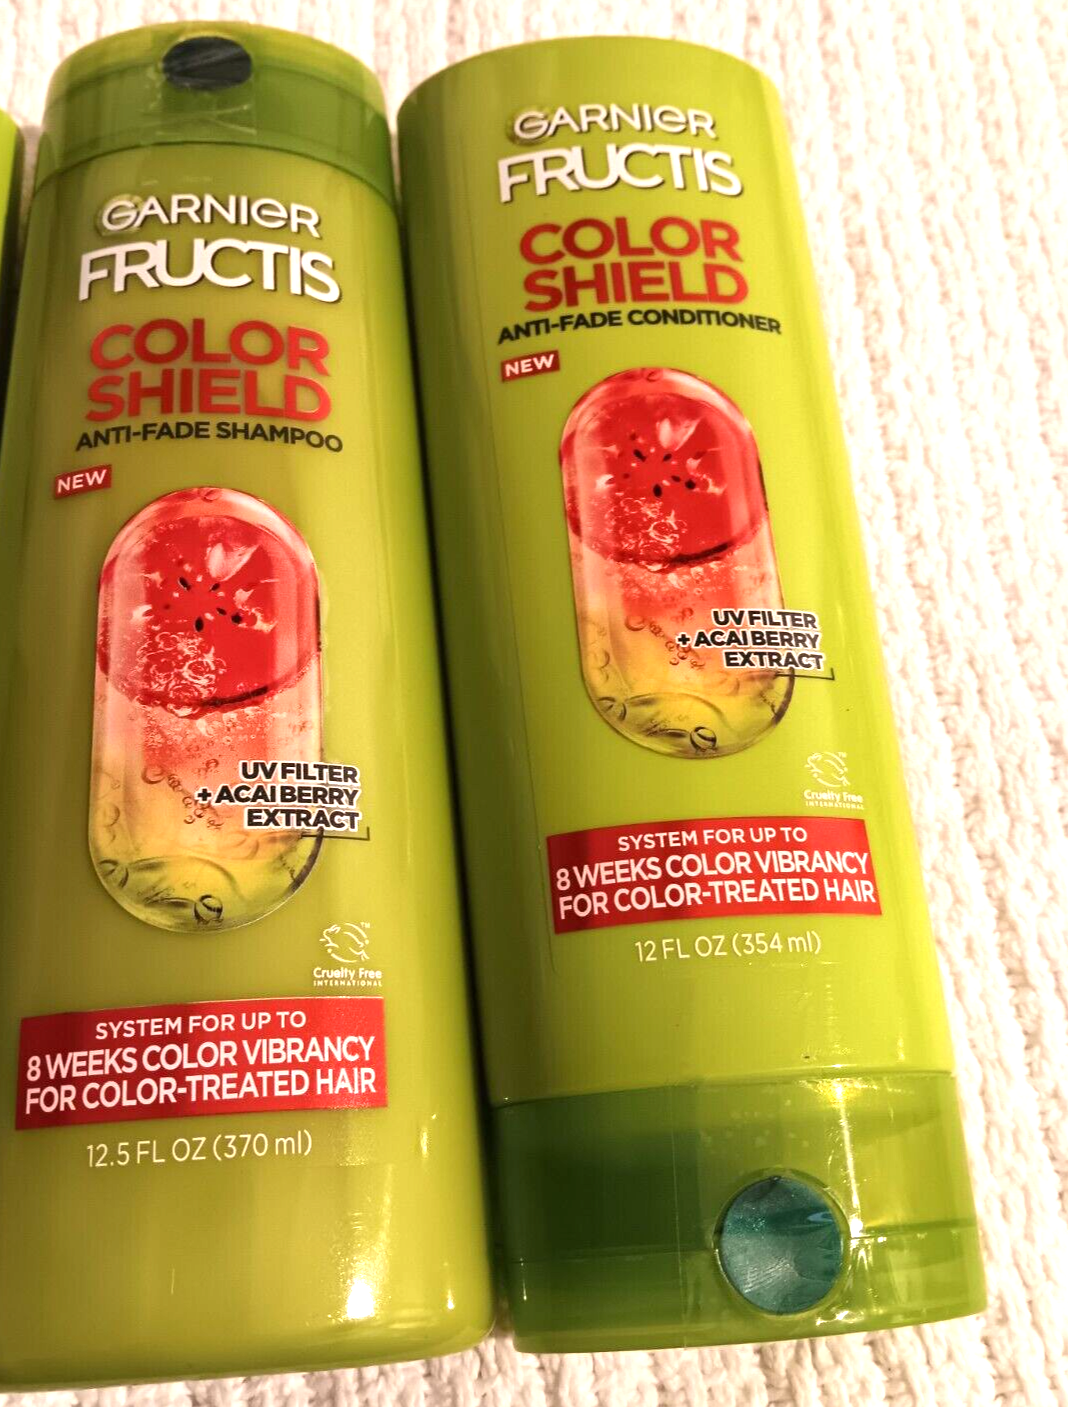 GARNIER
FRUCTIS
COLOR
SHIELD
ANTI-FADE SHAMPOO
NEW
UV FILTER
+ ACAI BERRY
EXTRACT
Cruelty Free
INTERNATIONAL
SYSTEM FOR UP TO
8 WEEKS COLOR VIBRANCY
FOR COLOR-TREATED HAIR
12.5 FL OZ (370 ml)
GARNIER
FRUCTIS
COLOR
SHIELD
ANTI-FADE CONDITIONER
NEW
UV FILTER
+ ACAI BERRY
EXTRACT
Cruelty Free
INTERNATIONAL
SYSTEM FOR UP TO
8 WEEKS COLOR VIBRANCY
FOR COLOR-TREATED HAIR
12 FL OZ (354 ml)